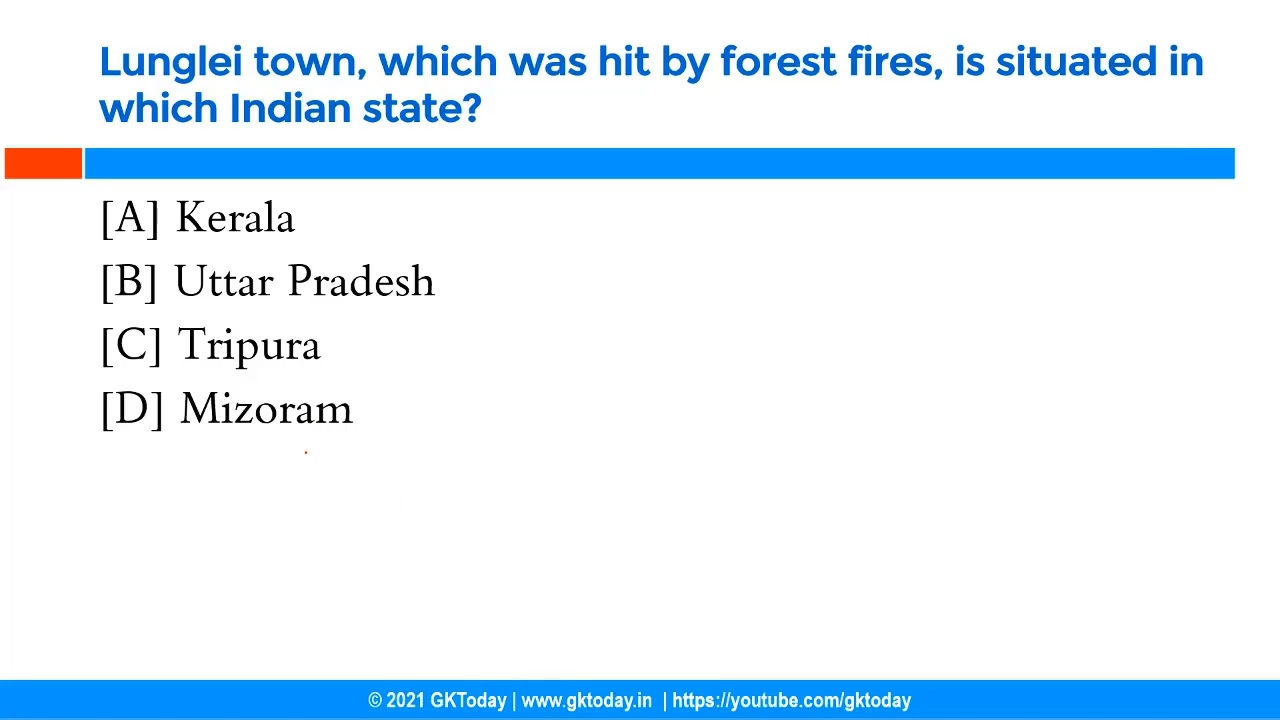 Lunglei town, which was hit by forest fires, is situated in
which Indian state?
[A] Kerala
[B] Uttar Pradesh
[C] Tripura
[D] Mizoram
© 2021 GKToday | www.gktoday.in | https://youtube.com/gktoday